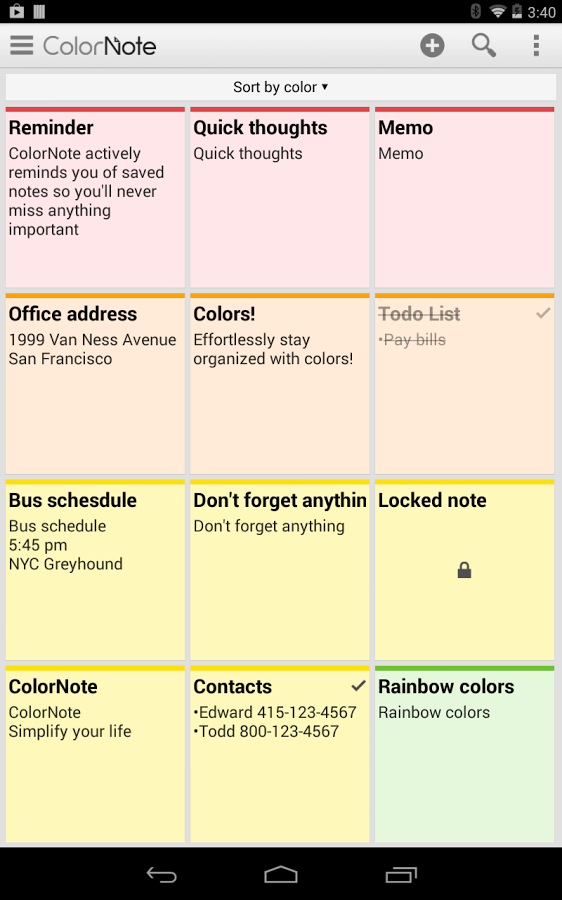 3:40
ColorNote
Sort by color ▾
Reminder
ColorNote actively
reminds you of saved
notes so you'll never
miss anything
important
Quick thoughts
Quick thoughts
Memo
Memo
Office address
1999 Van Ness Avenue
San Francisco
Colors!
Effortlessly stay
organized with colors!
Todo List
•Pay bills
Bus schesdule
Bus schedule
5:45 pm
NYC Greyhound
Don't forget anythin
Don't forget anything
Locked note
ColorNote
ColorNote
Simplify your life
Contacts
•Edward 415-123-4567
•Todd 800-123-4567
Rainbow colors
Rainbow colors